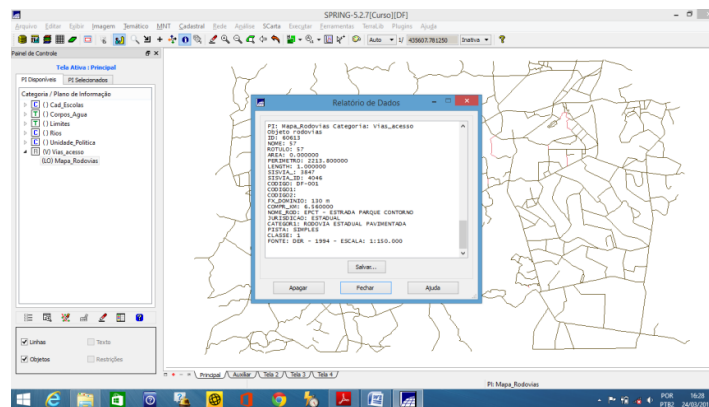 SPRING-5.2.7[Curso][DF]
Arquivo Editar Exibir Imagem Temático MNT Cadastral Rede Análise SCarta Executar Ferramentas TerraLib Plugins Ajuda
Auto 1/ 435607.781250 Inativa
Painel de Controle
Tela Ativa : Principal
PI Disponíveis PI Selecionados
Categoria / Plano de Informação
C () Cad_Escolas
T () Corpos_Agua
T () Limites
C () Rios
C () Unidade_Politica
(V) Vias_acesso
(LO) Mapa_Rodovias
Linhas Texto
Objetos Restrições
Relatório de Dados
PI: Mapa_Rodovias Categoria: Vias_acesso
Objeto rodovias
ID: 60613
NOME: 57
ROTULO: 57
AREA: 0.000000
PERIMETRO: 2213.800000
LENGTH: 1.000000
SISVIA_: 3847
SISVIA_ID: 4046
CODIGO: DF-001
CODIGO1:
CODIGO2:
FX_DOMINIO: 130 m
COMPR_KM: 6.560000
NOME_ROD: EPCT - ESTRADA PARQUE CONTORNO
JURISDICAO: ESTADUAL
CATEGORI: RODOVIA ESTADUAL PAVIMENTADA
PISTA: SIMPLES
CLASSE: 1
FONTE: DER - 1994 - ESCALA: 1:150.000
Salvar...
Apagar Fechar Ajuda
Principal Auxiliar Tela 2 Tela 3 Tela 4
PI: Mapa_Rodovias
POR 16:28
PTB2